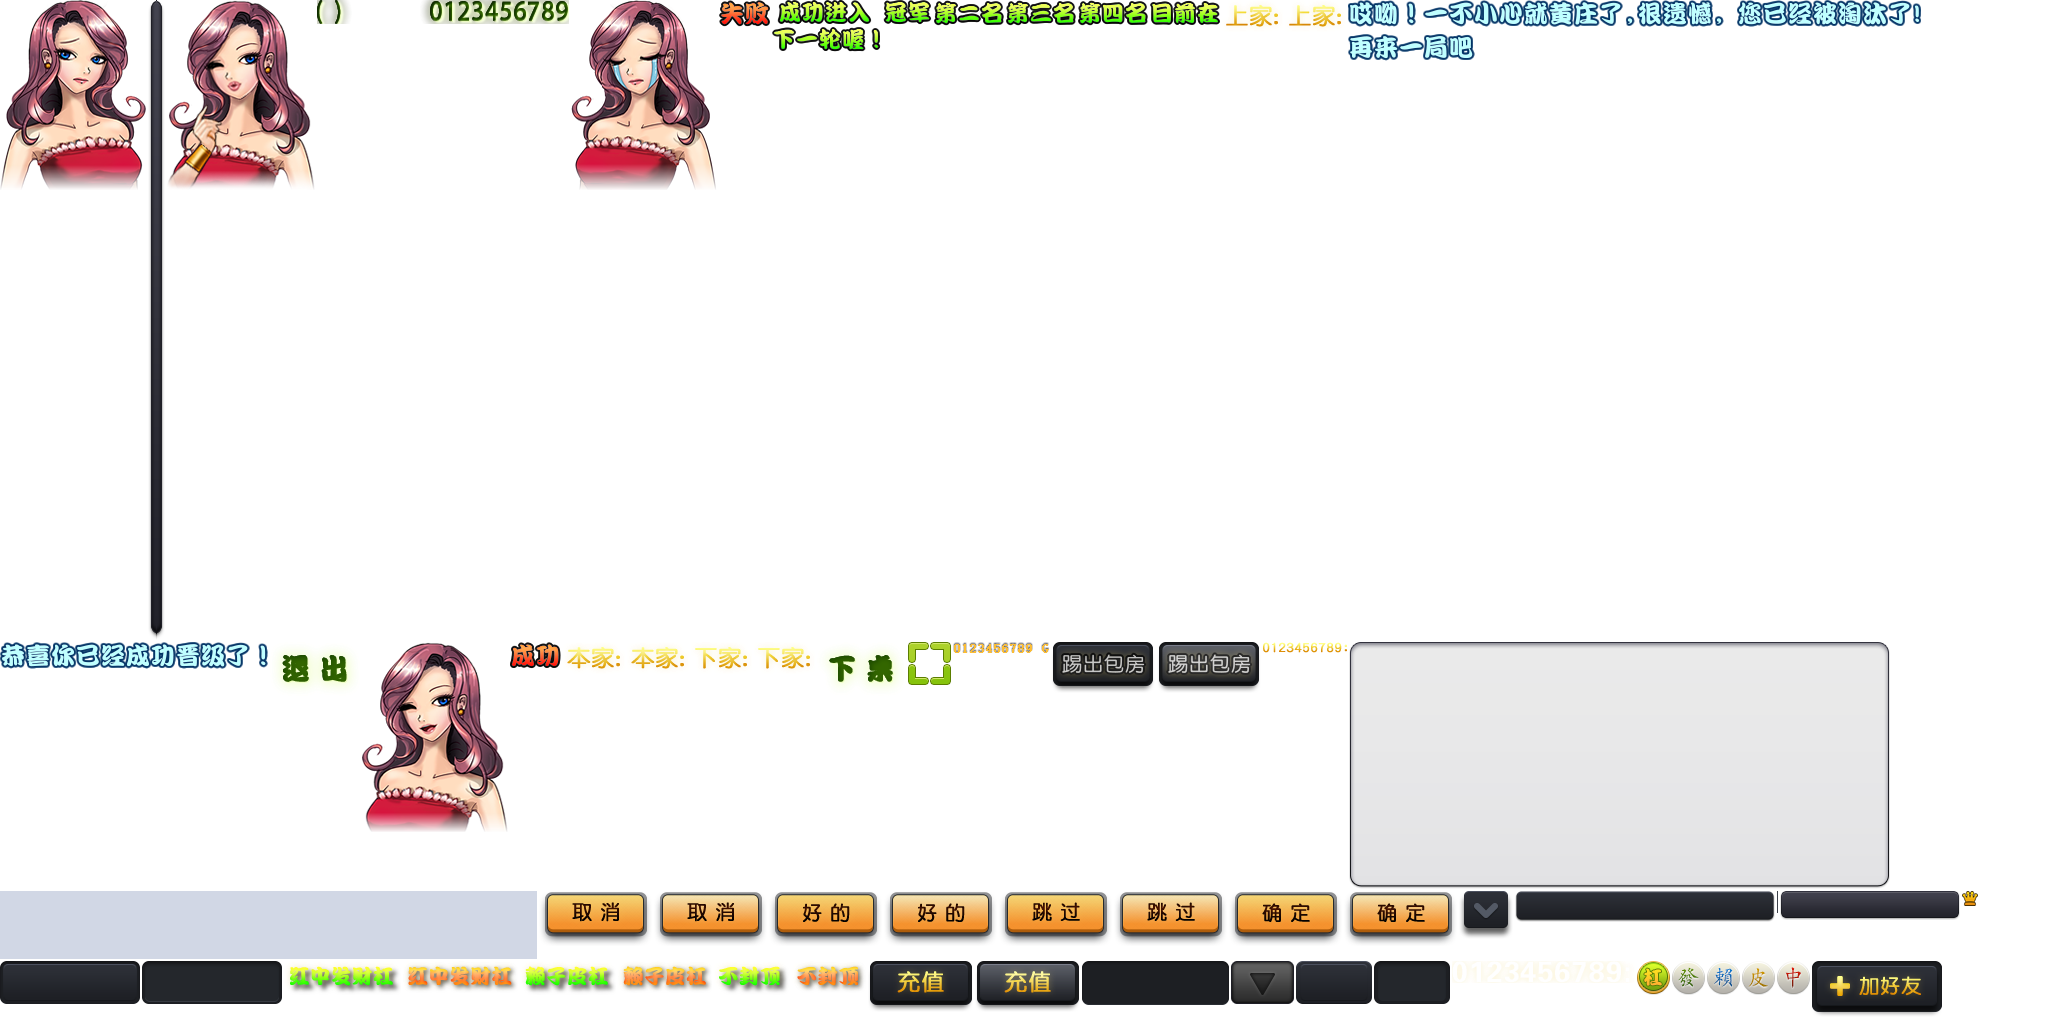 ( )
0123456789
失败
成功进入
下一轮喔！
冠军
第二名
第三名
第四名
目前在
上家:
上家:
哎呦！一不小心就黄庄了,很遗憾，您已经被淘汰了！
再来一局吧
恭喜你已经成功晋级了！
退 出
成功
本家:
本家:
下家:
下家:
下 桌
0123456789
踢出包房
踢出包房
0123456789:
取 消
取 消
好 的
好 的
跳 过
跳 过
确 定
确 定
红中发财杠
红中发财杠
赖子皮杠
赖子皮杠
不封顶
不封顶
充值
充值
0123456789
杠
發
賴
皮
中
加好友